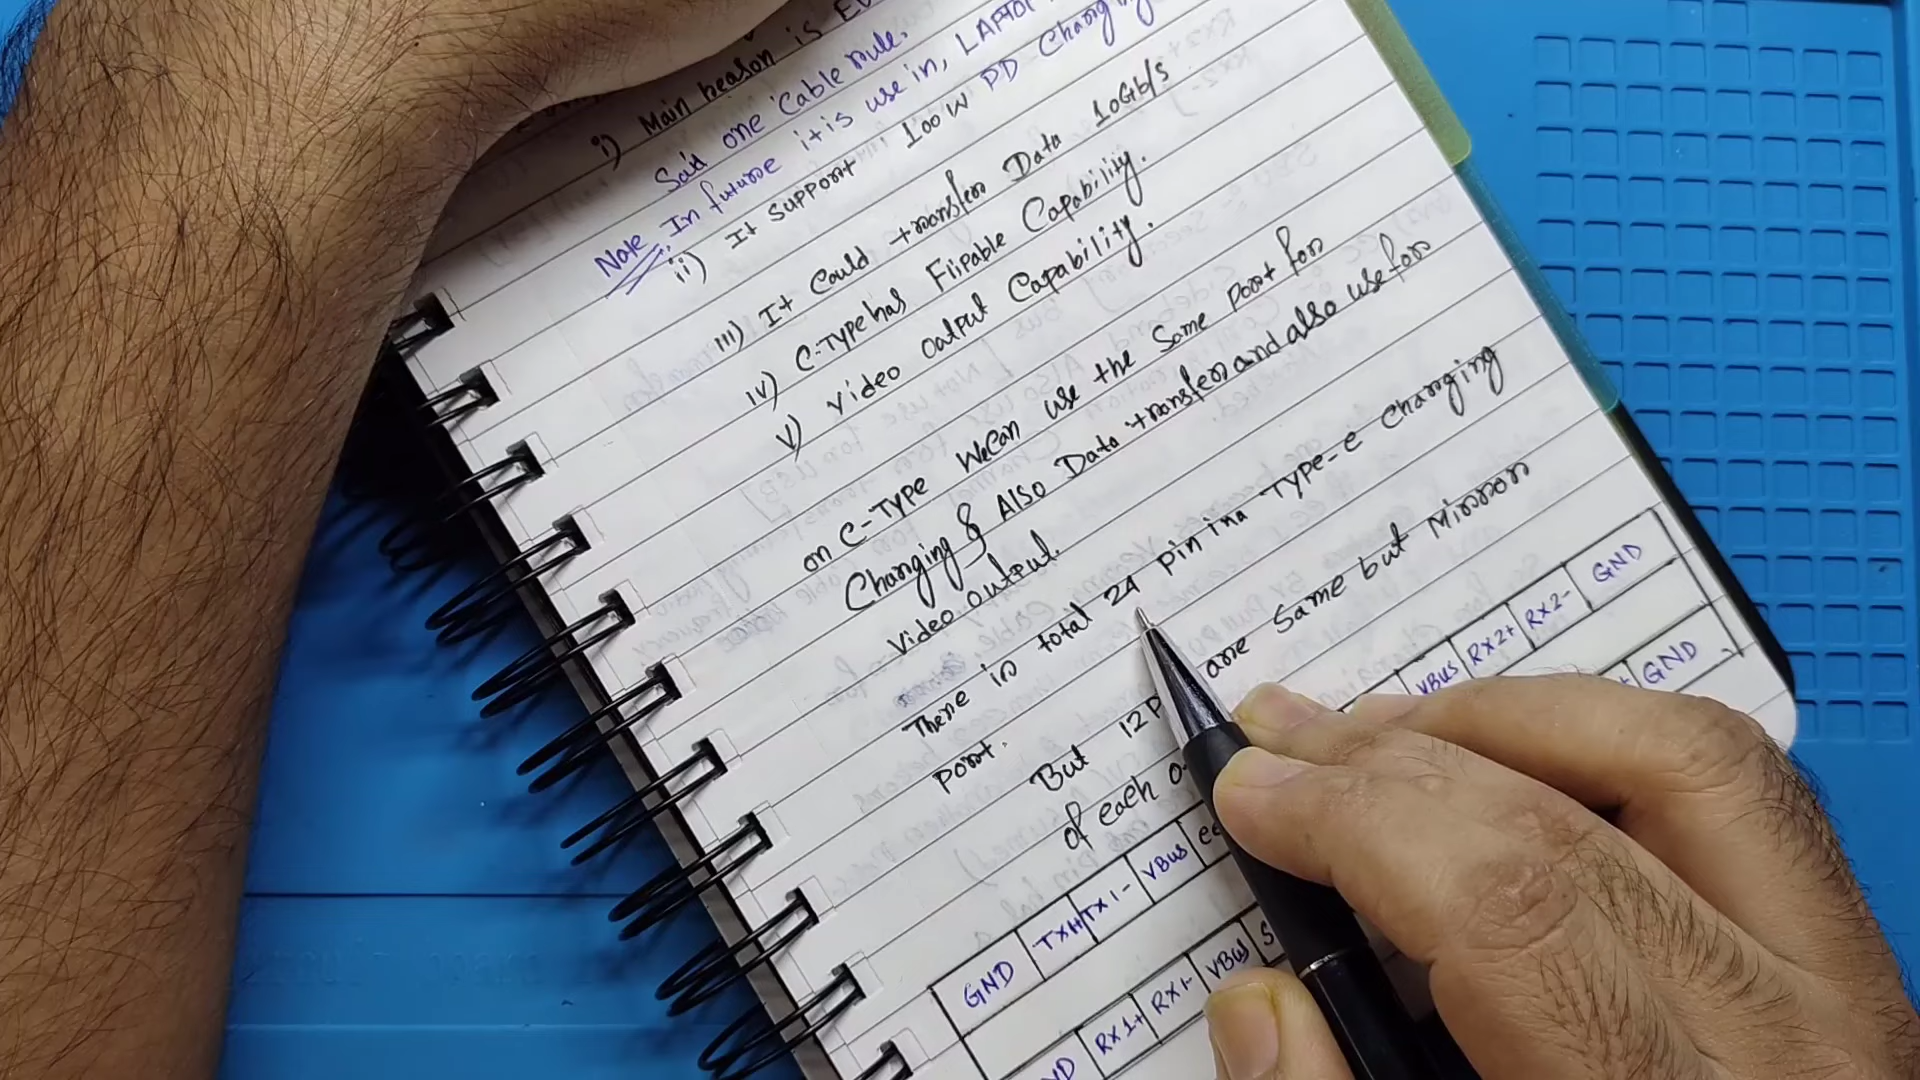 i) Main reason is
Said one Cable rule.
Note, In future it is use in, LAPTOP
ii) It support 100W PD Charging
iii) It Could transfer Data 10Gb/s
iv) C-Type has Flipable Capability.
v) Video output Capability.
on C-Type We Can use the Same port for
Charging & Also Data transfer and also use for
Video output.
There is total 24 pin in a Type-C Charging
port.
But 12 P are Same but Mirror
of each
GND TX1+ TX1- VBUS CC VBUS RX2+ RX2- GND
GND RX1+ RX1- VBUS S GND